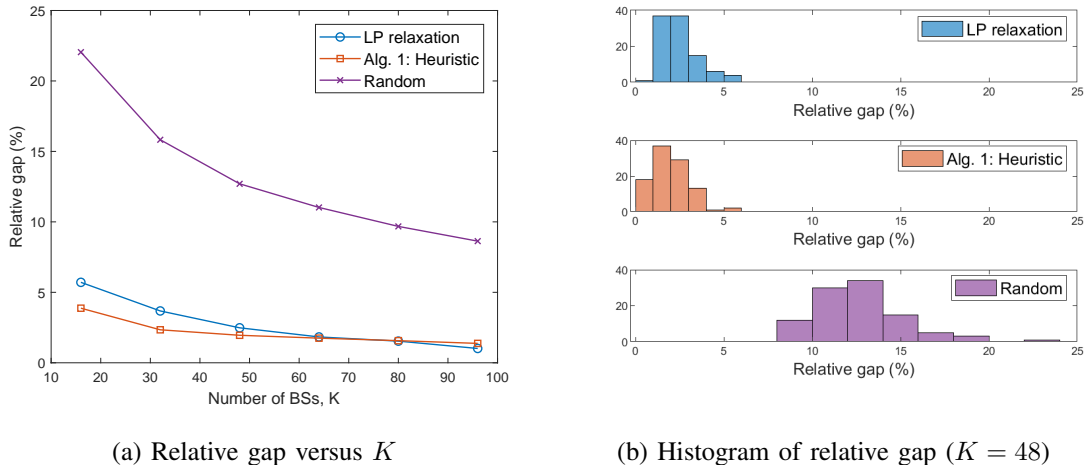 25
20
15
10
5
0
Relative gap (%)
LP relaxation
Alg. 1: Heuristic
Random
10 20 30 40 50 60 70 80 90 100
Number of BSs, K
(a) Relative gap versus K
40
20
0
LP relaxation
0 5 10 15 20 25
Relative gap (%)
40
20
0
Alg. 1: Heuristic
0 5 10 15 20 25
Relative gap (%)
40
20
0
Random
0 5 10 15 20 25
Relative gap (%)
(b) Histogram of relative gap (K = 48)